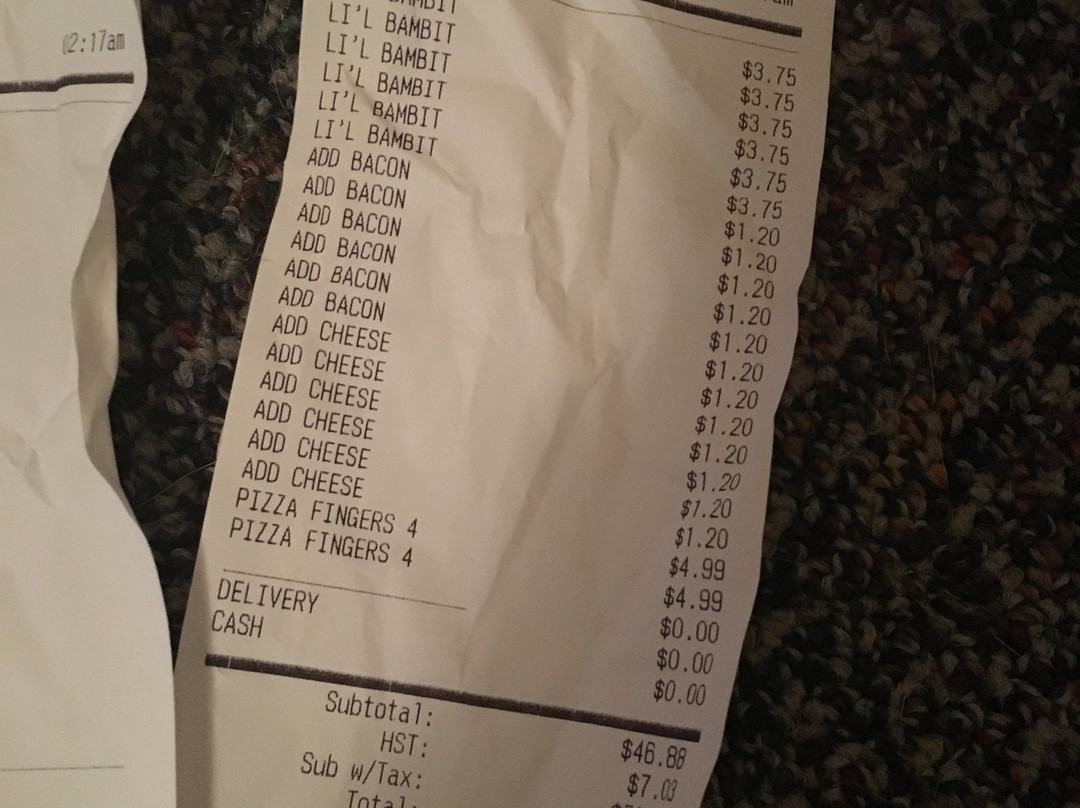 02:17am
am
BAMBIT $3.75
LI'L BAMBIT $3.75
LI'L BAMBIT $3.75
LI'L BAMBIT $3.75
LI'L BAMBIT $3.75
LI'L BAMBIT $3.75
ADD BACON $1.20
ADD BACON $1.20
ADD BACON $1.20
ADD BACON $1.20
ADD BACON $1.20
ADD BACON $1.20
ADD CHEESE $1.20
ADD CHEESE $1.20
ADD CHEESE $1.20
ADD CHEESE $1.20
ADD CHEESE $1.20
ADD CHEESE $1.20
PIZZA FINGERS 4 $4.99
PIZZA FINGERS 4 $4.99
$0.00
DELIVERY $0.00
CASH $0.00
Subtotal: $46.88
HST: $7.03
Sub w/Tax:
Total: